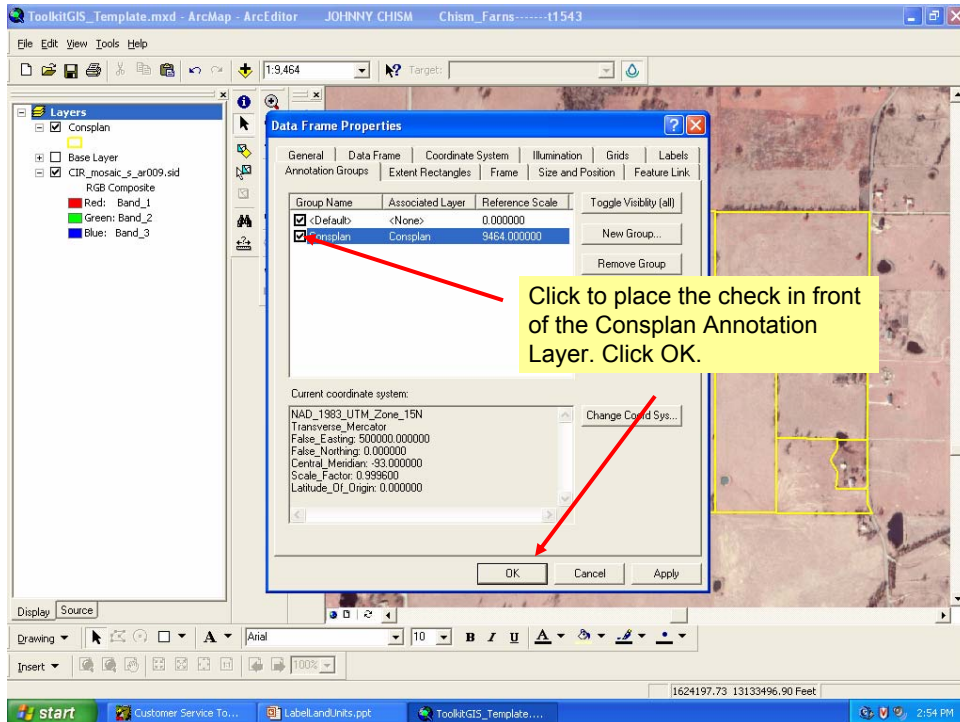 ToolkitGIS_Template.mxd - ArcMap - ArcEditor JOHNNY CHISM Chism_Farns-------t1543
File Edit View Tools Help
1:9,464 Target:
Layers
Consplan
Base Layer
CIR_mosaic_s_ar009.sid
RGB Composite
Red: Band_1
Green: Band_2
Blue: Band_3
Data Frame Properties
General Data Frame Coordinate System Illumination Grids Labels
Annotation Groups Extent Rectangles Frame Size and Position Feature Link
Group Name Associated Layer Reference Scale
<Default> <None> 0.000000
Consplan Consplan 9464.000000
Toggle Visiblity (all)
New Group...
Remove Group
Click to place the check in front
of the Consplan Annotation
Layer. Click OK.
Current coordinate system:
NAD_1983_UTM_Zone_15N
Transverse_Mercator
False_Easting: 500000.000000
False_Northing: 0.000000
Central_Meridian: -93.000000
Scale_Factor: 0.999600
Latitude_Of_Origin: 0.000000
Change Coord Sys...
OK Cancel Apply
Display Source
Drawing A Arial 10 B I U A
Insert 100%
1624197.73 13133496.90 Feet
start Customer Service To... LabelLandUnits.ppt ToolkitGIS_Template.... 2:54 PM